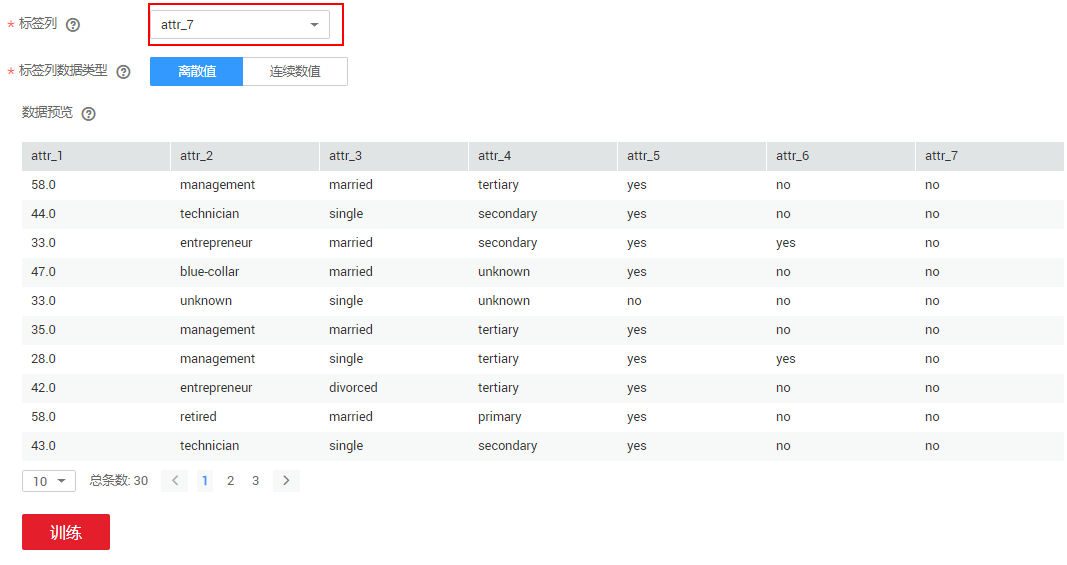 * 标签列 ? attr_7
* 标签列数据类型 ? 离散值 连续数值
数据预览 ?
attr_1 attr_2 attr_3 attr_4 attr_5 attr_6 attr_7
58.0 management married tertiary yes no no
44.0 technician single secondary yes no no
33.0 entrepreneur married secondary yes yes no
47.0 blue-collar married unknown yes no no
33.0 unknown single unknown no no no
35.0 management married tertiary yes no no
28.0 management single tertiary yes yes no
42.0 entrepreneur divorced tertiary yes no no
58.0 retired married primary yes no no
43.0 technician single secondary yes no no
10 总条数: 30 < 1 2 3 >
训练